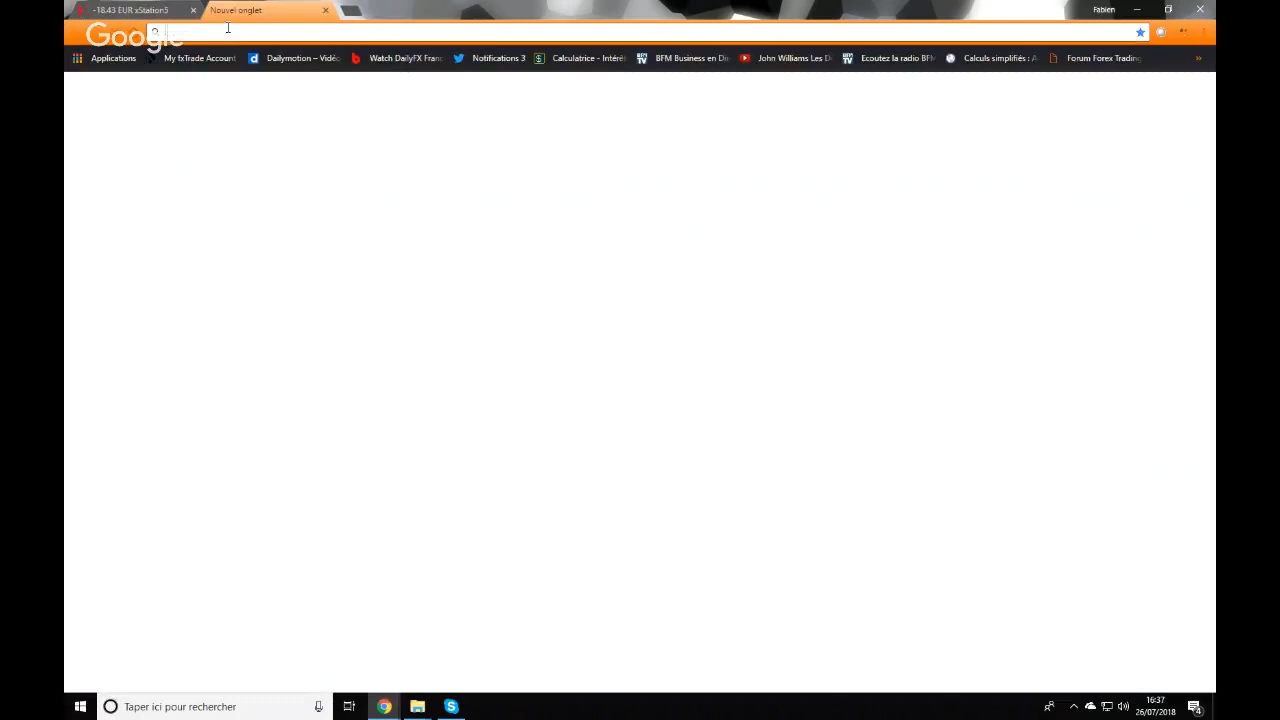 -18.43 EUR xStation5
Nouvel onglet
Fabien
Google
Applications
My fxTrade Account
Dailymotion – Vidéo
Watch DailyFX Franc
Notifications 3
Calculatrice - Intérê
BFM Business en Di
John Williams Les D
Ecoutez la radio BFM
Calculs simplifiés : A
Forum Forex Trading
»
Taper ici pour rechercher
16:37
26/07/2018
4